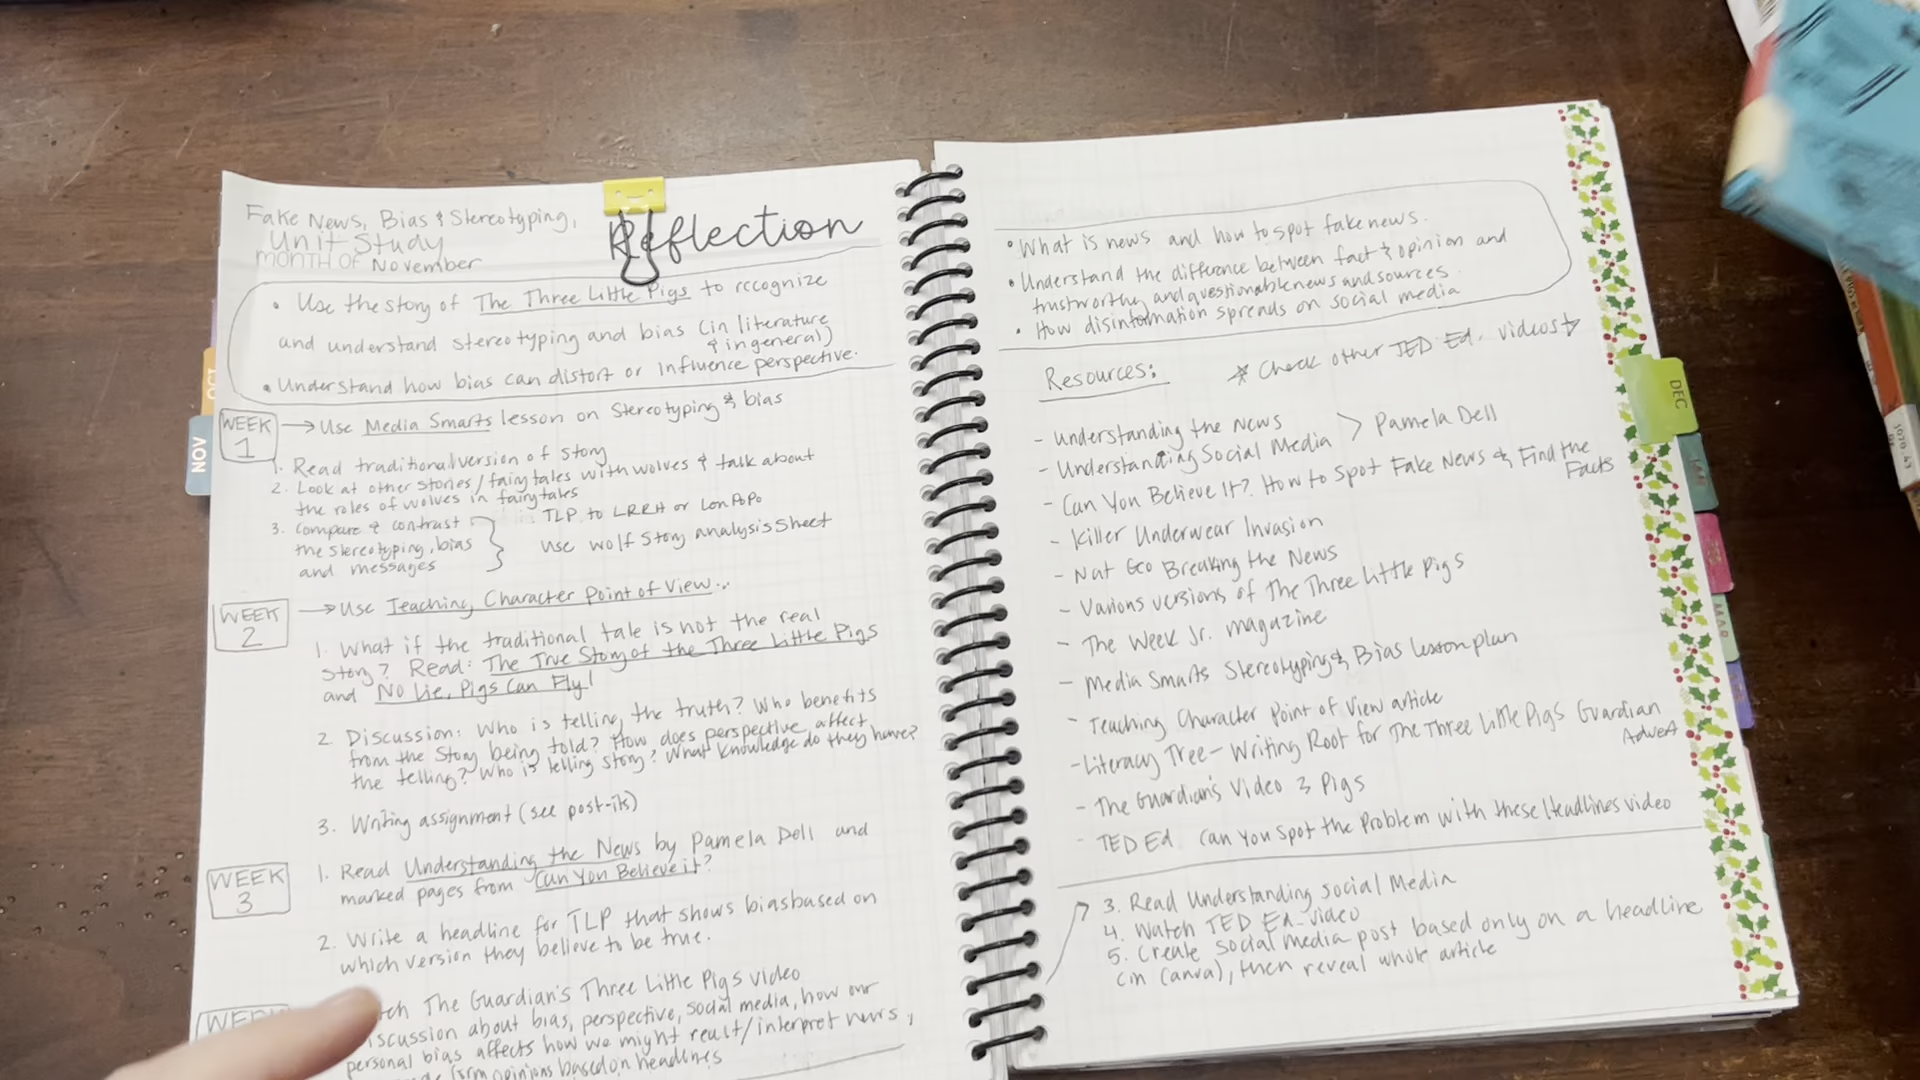 Fake News, Bias & Stereotyping,
Unit Study
MONTH OF November
Reflection
• Use the story of The Three Little Pigs to recognize
and understand stereotyping and bias (in literature
& in general)
• Understand how bias can distort or influence perspective.
WEEK 1
→ Use Media Smarts lesson on Stereotyping & bias
1. Read traditional version of story
2. Look at other stories/fairytales with wolves & talk about
the roles of wolves in fairytales
3. Compare & contrast
the stereotyping, bias
and messages
TLP to LRRH or LonPoPo
Use wolf story analysis sheet
WEEK 2
→ Use Teaching Character Point of View...
1. What if the traditional tale is not the real
story? Read: The True Story of the Three Little Pigs
and No Lie, Pigs Can Fly!
2. Discussion: Who is telling the truth? Who benefits
from the story being told? How does perspective affect
the telling? Who is telling story? What knowledge do they have?
3. Writing assignment (see post-its)
WEEK 3
1. Read Understanding the News by Pamela Dell and
marked pages from Can You Believe it?
2. Write a headline for TLP that shows bias based on
which version they believe to be true.
WEEK
The Guardian's Three Little Pigs video
about bias, perspective, social media, how our
personal bias affects how we might react/interpret news,
form opinions based on headlines
NOV
OCT
• What is news and how to spot fake news.
• Understand the difference between fact & opinion and
trustworthy and questionable news and sources.
• How disinformation spreads on social media
Resources:
* Check other TED Ed. videos
- Understanding the News
- Understanding Social Media > Pamela Dell
- Can You Believe It? How to Spot Fake News & Find the
Facts
- Killer Underwear Invasion
- Nat Geo Breaking the News
- Various versions of The Three Little Pigs
- The Week Jr. magazine
- Media Smarts Stereotyping & Bias lesson plan
- Teaching Character Point of View article
- Literacy Tree - Writing Root for The Three Little Pigs Guardian
Advert
- The Guardian's Video 3 Pigs
- TED Ed Can You Spot the Problem with these Headlines video
3. Read Understanding Social Media
4. Watch TED Ed. video
5. Create social media post based only on a headline
(in Canva), then reveal whole article
DEC
MAR